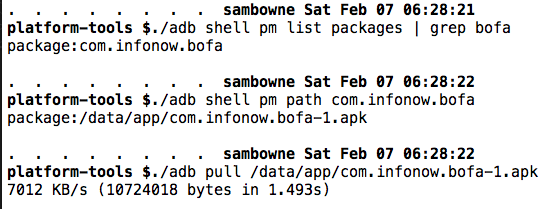 . . . . . . . . sambowne Sat Feb 07 06:28:21
platform-tools $./adb shell pm list packages | grep bofa
package:com.infonow.bofa
. . . . . . . . sambowne Sat Feb 07 06:28:22
platform-tools $./adb shell pm path com.infonow.bofa
package:/data/app/com.infonow.bofa-1.apk
. . . . . . . . sambowne Sat Feb 07 06:28:22
platform-tools $./adb pull /data/app/com.infonow.bofa-1.apk
7012 KB/s (10724018 bytes in 1.493s)